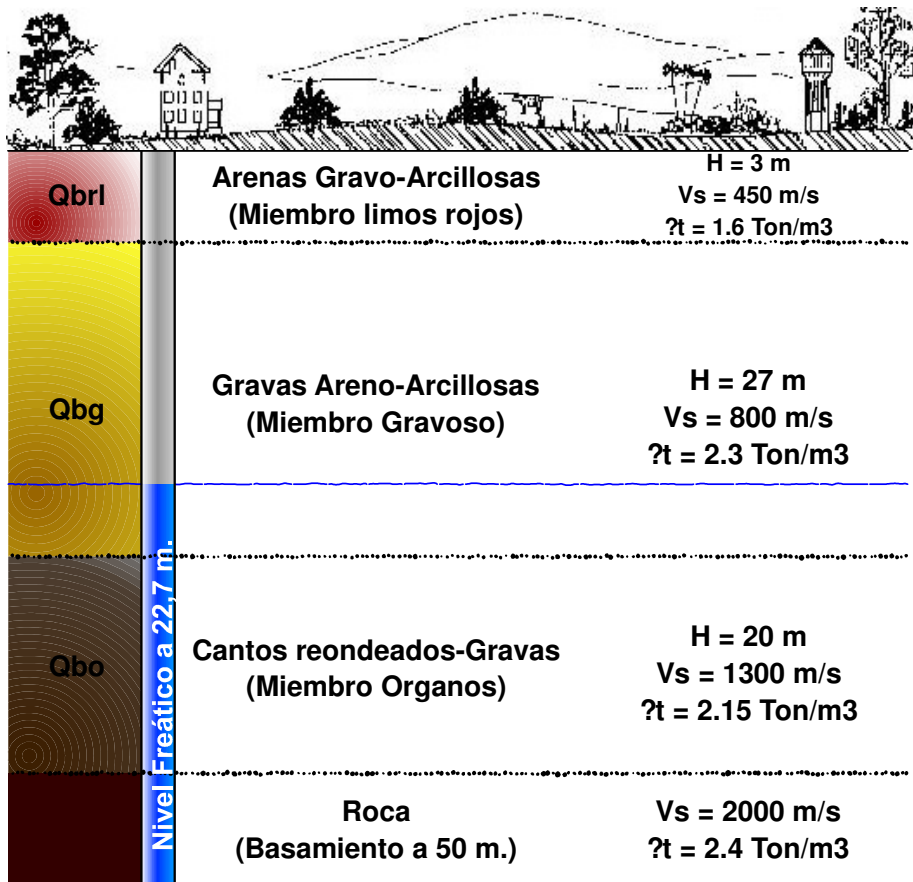 Qbrl
Arenas Gravo-Arcillosas
(Miembro limos rojos)
H = 3 m
Vs = 450 m/s
?t = 1.6 Ton/m3
Qbg
Gravas Areno-Arcillosas
(Miembro Gravoso)
H = 27 m
Vs = 800 m/s
?t = 2.3 Ton/m3
Nivel Freático a 22,7 m.
Qbo
Cantos reondeados-Gravas
(Miembro Organos)
H = 20 m
Vs = 1300 m/s
?t = 2.15 Ton/m3
Roca
(Basamiento a 50 m.)
Vs = 2000 m/s
?t = 2.4 Ton/m3